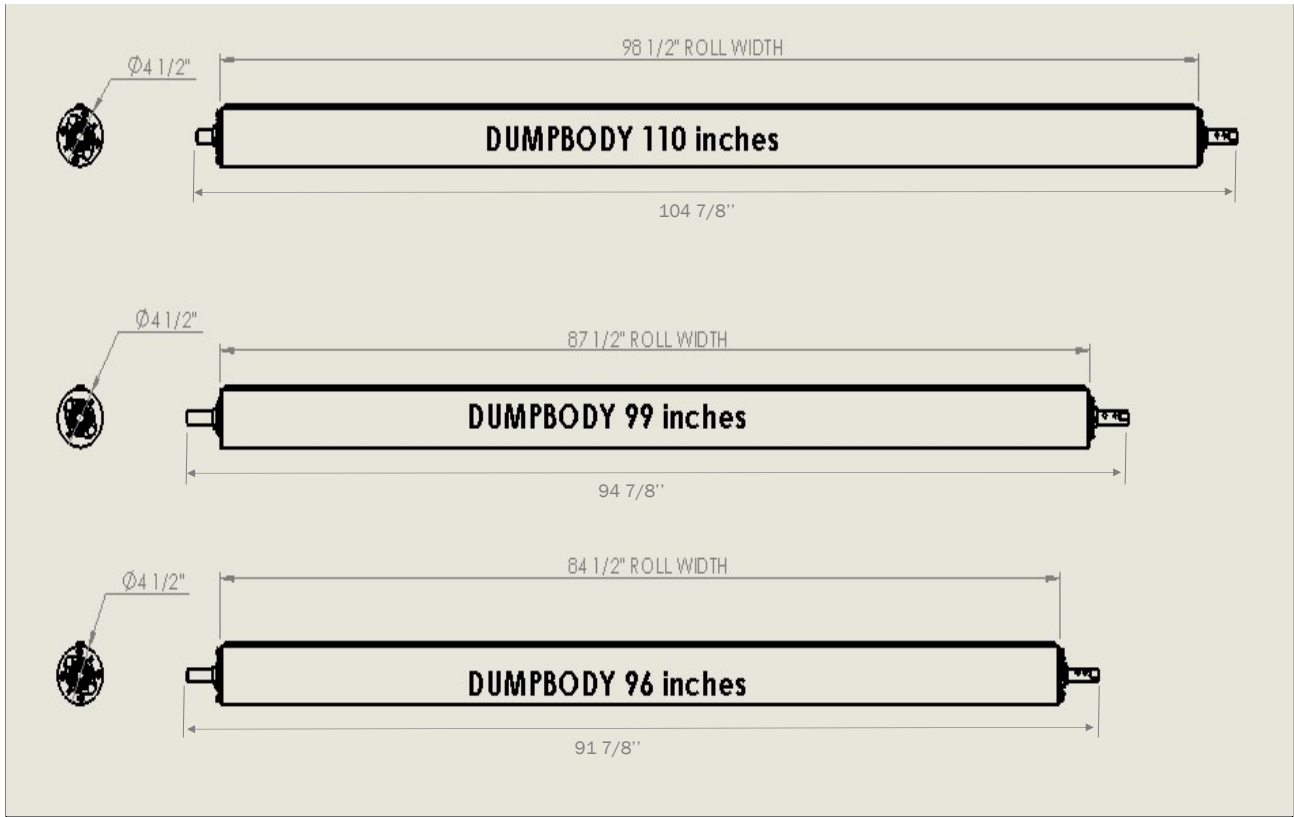 98 1/2" ROLL WIDTH
Ø4 1/2"
DUMPBODY 110 inches
104 7/8’’
Ø4 1/2"
87 1/2" ROLL WIDTH
DUMPBODY 99 inches
94 7/8’’
84 1/2" ROLL WIDTH
Ø4 1/2"
DUMPBODY 96 inches
91 7/8’’